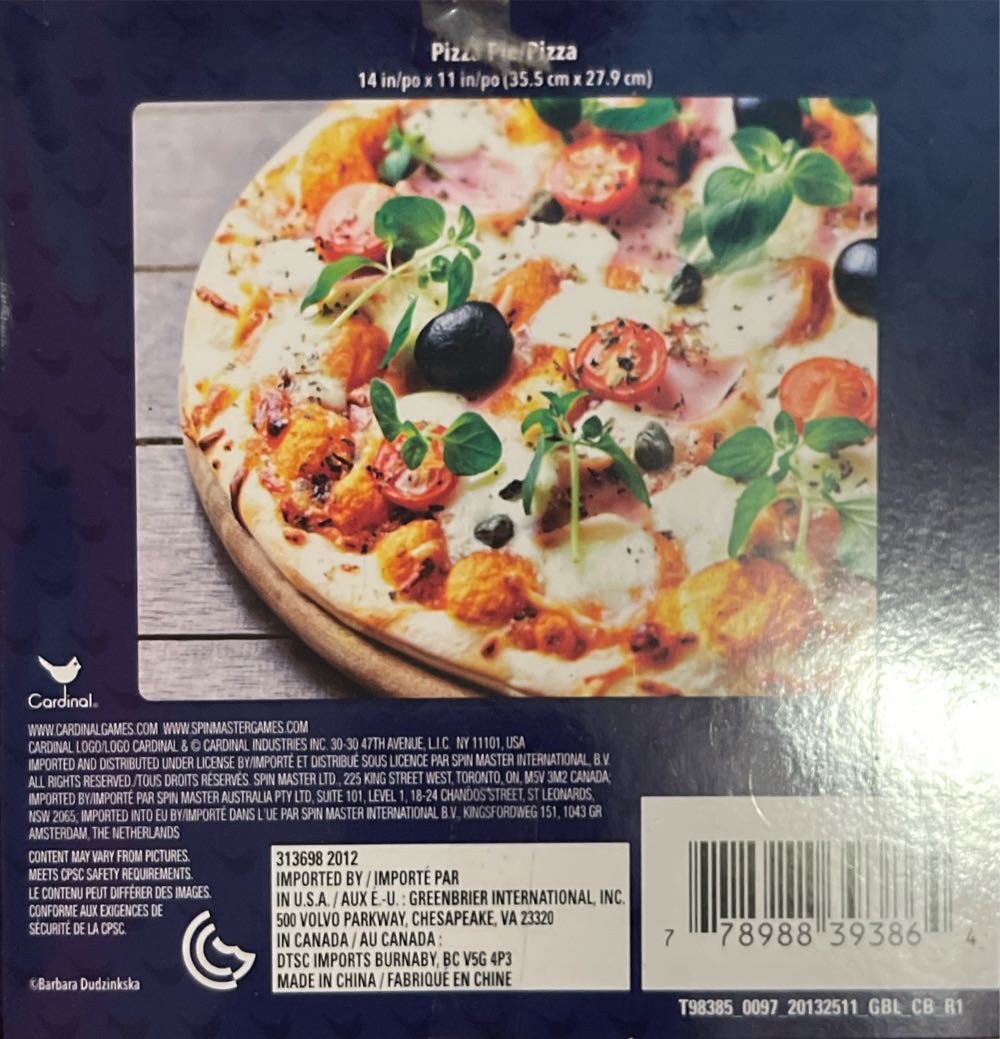 Pizza Pie/Pizza
14 in/po x 11 in/po (35.5 cm x 27.9 cm)
Cardinal®
WWW.CARDINALGAMES.COM WWW.SPINMASTERGAMES.COM
CARDINAL LOGO/LOGO CARDINAL & © CARDINAL INDUSTRIES INC. 30-30 47TH AVENUE, L.I.C. NY 11101, USA
IMPORTED AND DISTRIBUTED UNDER LICENSE BY/IMPORTÉ ET DISTRIBUÉ SOUS LICENCE PAR SPIN MASTER INTERNATIONAL, B.V.
ALL RIGHTS RESERVED./TOUS DROITS RÉSERVÉS. SPIN MASTER LTD., 225 KING STREET WEST, TORONTO, ON, M5V 3M2 CANADA;
IMPORTED BY/IMPORTÉ PAR SPIN MASTER AUSTRALIA PTY LTD, SUITE 101, LEVEL 1, 18-24 CHANDOS STREET, ST LEONARDS,
NSW 2065; IMPORTED INTO EU BY/IMPORTÉ DANS L'UE PAR SPIN MASTER INTERNATIONAL B.V., KINGSFORDWEG 151, 1043 GR
AMSTERDAM, THE NETHERLANDS
CONTENT MAY VARY FROM PICTURES.
MEETS CPSC SAFETY REQUIREMENTS.
LE CONTENU PEUT DIFFÉRER DES IMAGES.
CONFORME AUX EXIGENCES DE
SÉCURITÉ DE LA CPSC.
©Barbara Dudzinkska
313698 2012
IMPORTED BY / IMPORTÉ PAR
IN U.S.A. / AUX É.-U. : GREENBRIER INTERNATIONAL, INC.
500 VOLVO PARKWAY, CHESAPEAKE, VA 23320
IN CANADA / AU CANADA :
DTSC IMPORTS BURNABY, BC V5G 4P3
MADE IN CHINA / FABRIQUÉ EN CHINE
7 78988 39386 4
T98385_0097_20132511_GBL_CB_R1